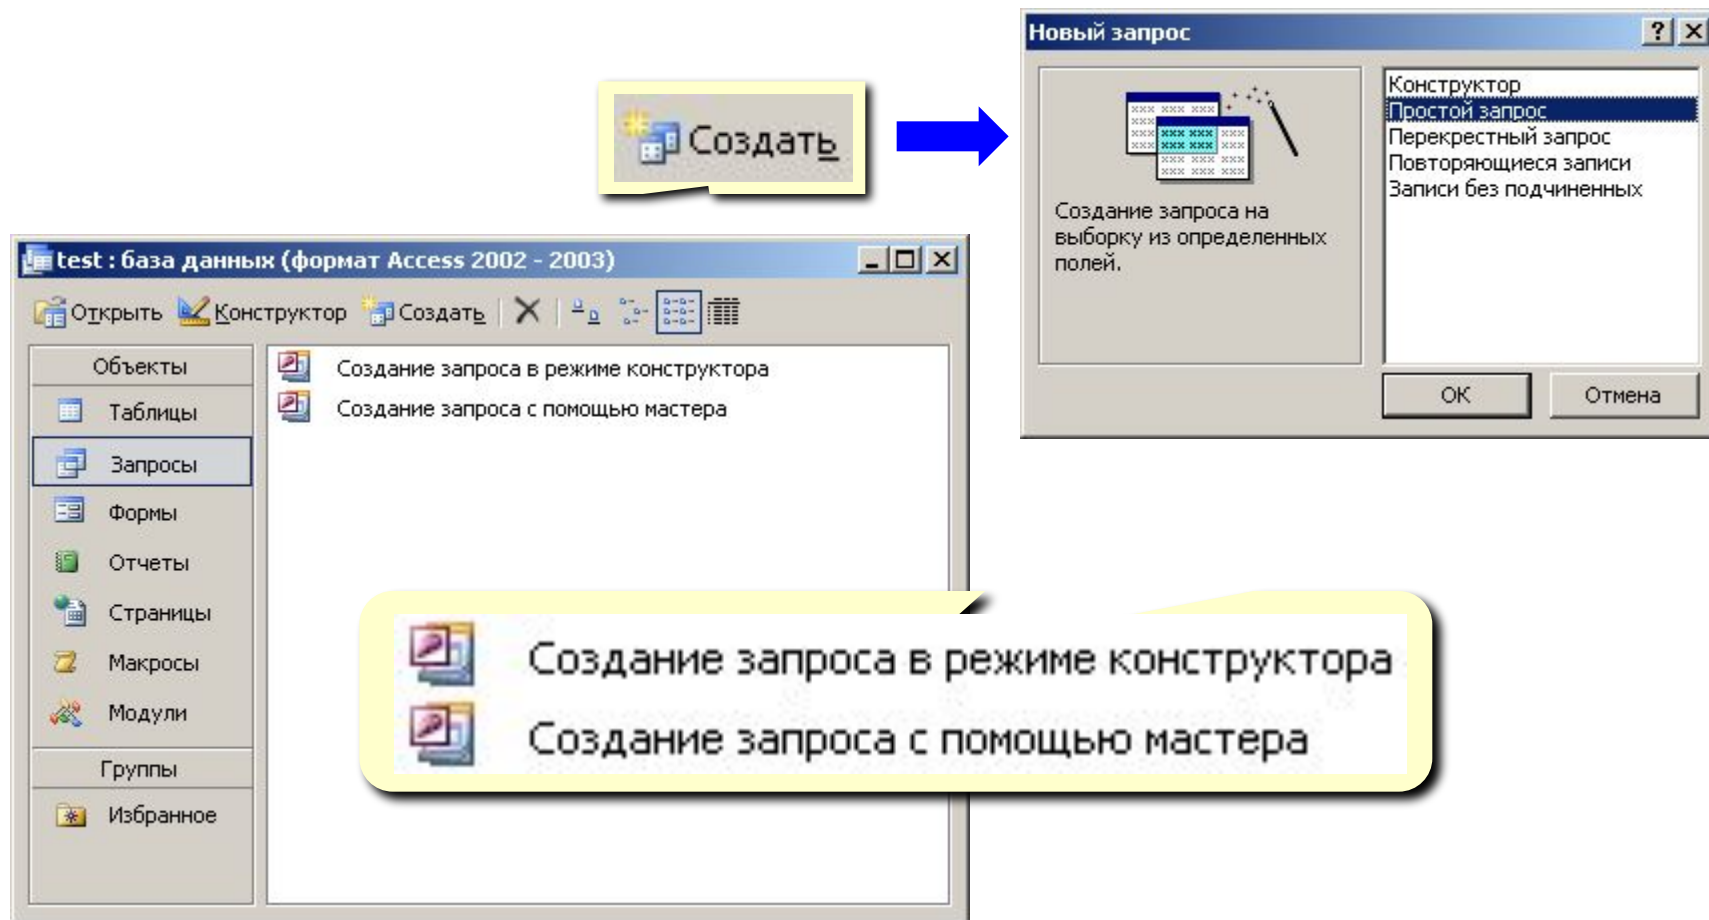 Создать
Новый запрос
Конструктор
Простой запрос
Перекрестный запрос
Повторяющиеся записи
Записи без подчиненных
Создание запроса на
выборку из определенных
полей.
ОК
Отмена
test : база данных (формат Access 2002 - 2003)
Открыть Конструктор Создать
Объекты
Таблицы
Запросы
Формы
Отчеты
Страницы
Макросы
Модули
Группы
Избранное
Создание запроса в режиме конструктора
Создание запроса с помощью мастера
Создание запроса в режиме конструктора
Создание запроса с помощью мастера